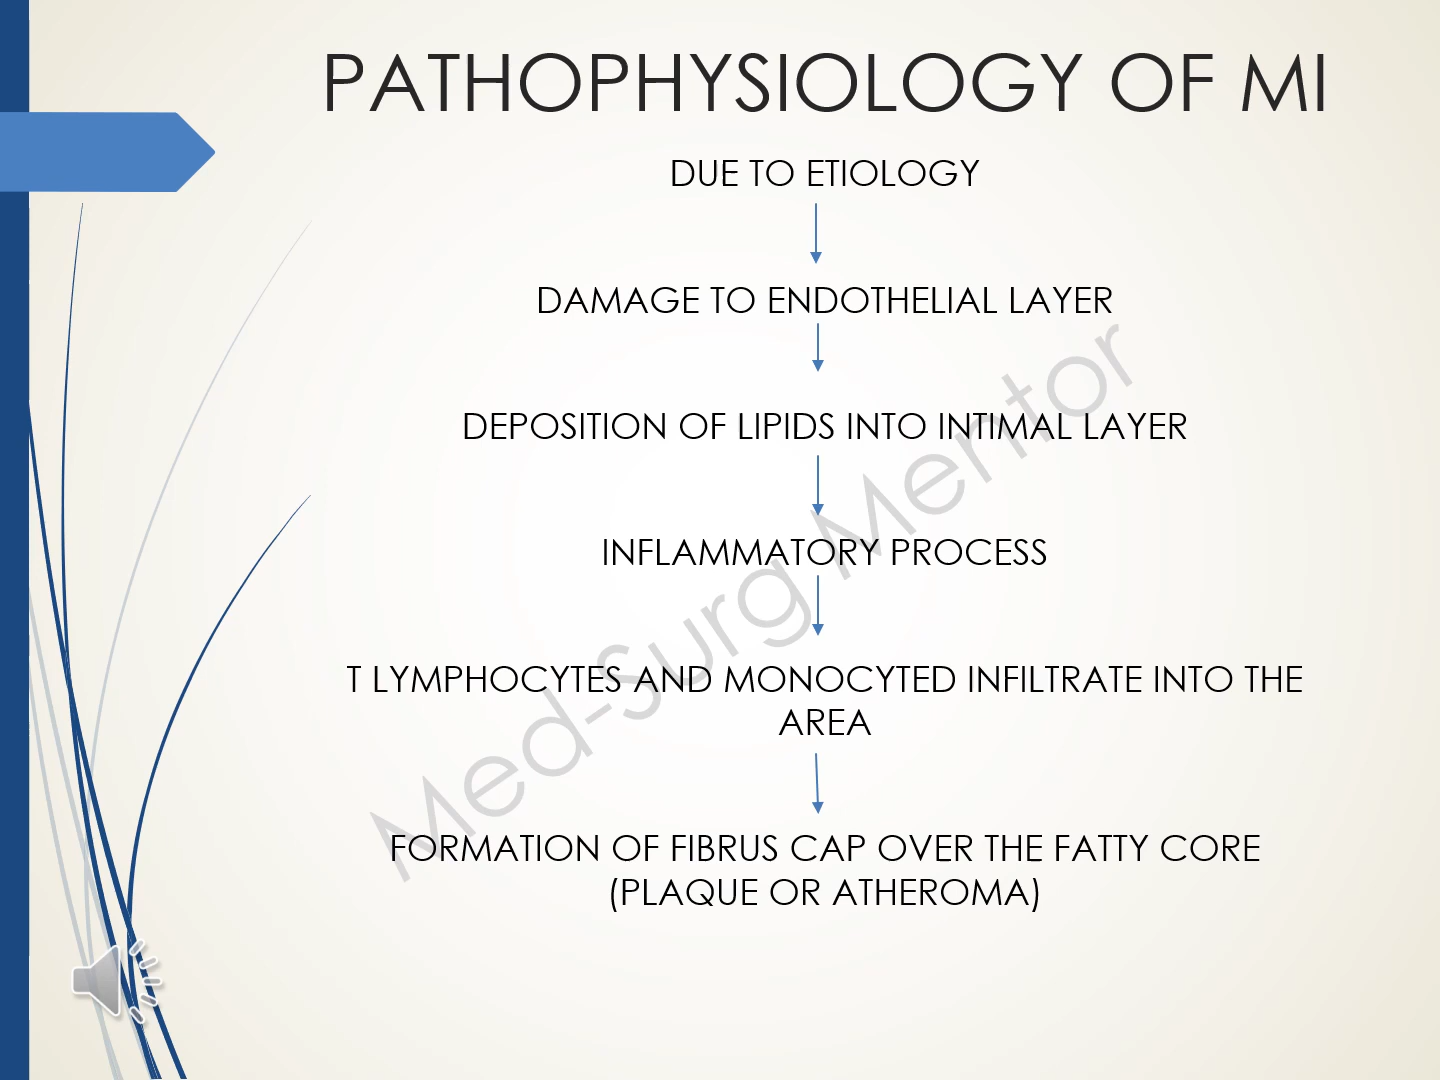 PATHOPHYSIOLOGY OF MI
DUE TO ETIOLOGY
DAMAGE TO ENDOTHELIAL LAYER
DEPOSITION OF LIPIDS INTO INTIMAL LAYER
INFLAMMATORY PROCESS
T LYMPHOCYTES AND MONOCYTED INFILTRATE INTO THE
AREA
FORMATION OF FIBRUS CAP OVER THE FATTY CORE
(PLAQUE OR ATHEROMA)
Med-Surg Mentor